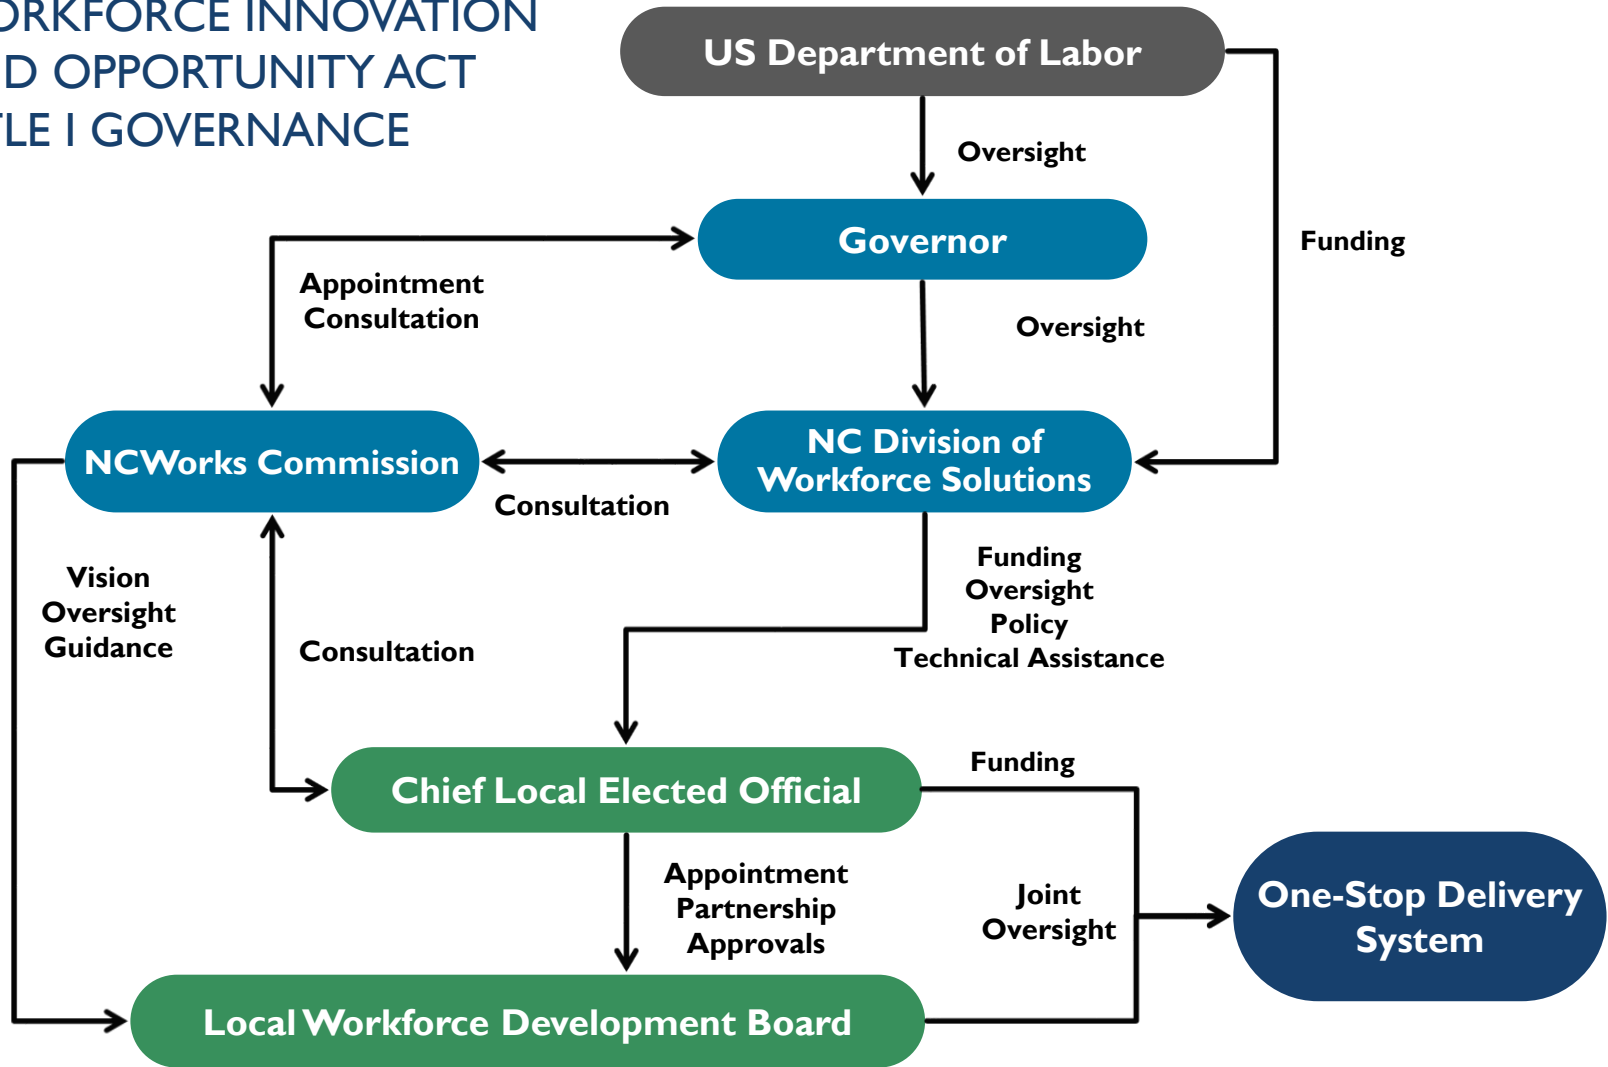 ORKFORCE INNOVATION
D OPPORTUNITY ACT
TLE I GOVERNANCE
US Department of Labor
Oversight
Governor
Funding
Appointment
Consultation
Oversight
NCWorks Commission
NC Division of
Workforce Solutions
Consultation
Vision
Oversight
Guidance
Consultation
Funding
Oversight
Policy
Technical Assistance
Chief Local Elected Official
Funding
Appointment
Partnership
Approvals
Joint
Oversight
One-Stop Delivery
System
Local Workforce Development Board